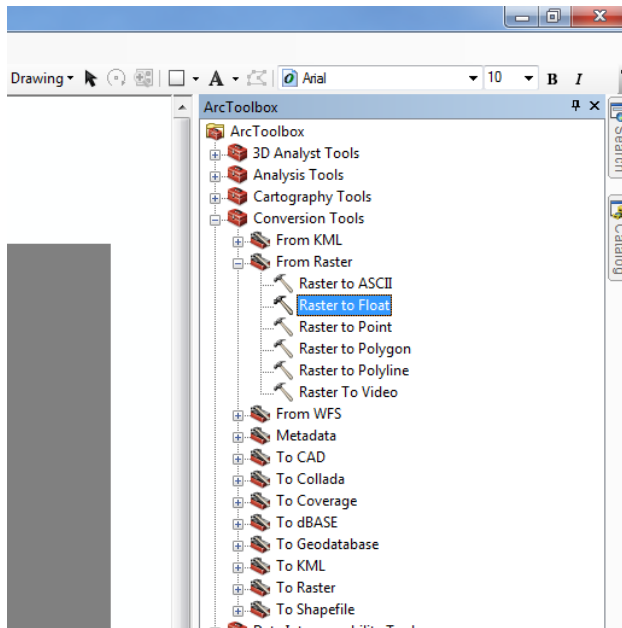 Drawing A Arial 10 B I
ArcToolbox
ArcToolbox
3D Analyst Tools
Analysis Tools
Cartography Tools
Conversion Tools
From KML
From Raster
Raster to ASCII
Raster to Float
Raster to Point
Raster to Polygon
Raster to Polyline
Raster To Video
From WFS
Metadata
To CAD
To Collada
To Coverage
To dBASE
To Geodatabase
To KML
To Raster
To Shapefile
Search
Catalog